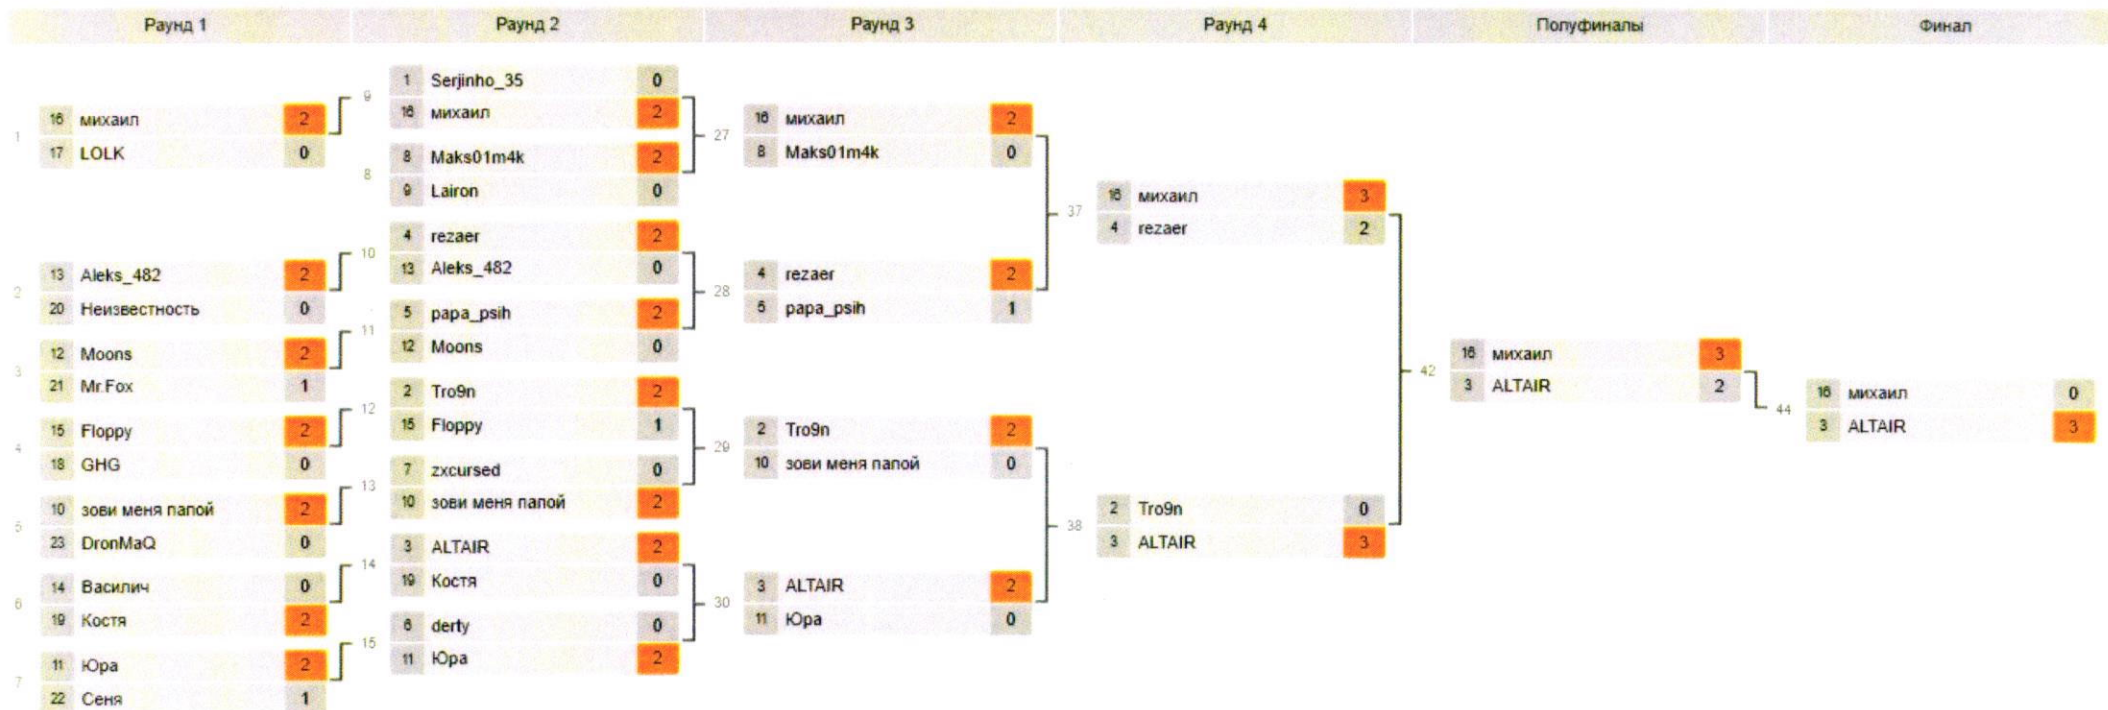 Раунд 1 Раунд 2 Раунд 3 Раунд 4 Полуфиналы Финал
1
16 михаил 2
17 LOLK 0
2
13 Aleks_482 2
20 Неизвестность 0
3
12 Moons 2
21 Mr.Fox 1
4
15 Floppy 2
18 GHG 0
5
10 зови меня папой 2
23 DronMaQ 0
6
14 Василич 0
19 Костя 2
7
11 Юра 2
22 Сеня 1
9
1 Serjinho_35 0
16 михаил 2
8
8 Maks01m4k 2
9 Lairon 0
10
4 rezaer 2
13 Aleks_482 0
11
5 papa_psih 2
12 Moons 0
12
2 Tro9n 2
15 Floppy 1
13
7 zxcursed 0
10 зови меня папой 2
14
3 ALTAIR 2
19 Костя 0
15
6 derty 0
11 Юра 2
27
16 михаил 2
8 Maks01m4k 0
28
4 rezaer 2
5 papa_psih 1
29
2 Tro9n 2
10 зови меня папой 0
30
3 ALTAIR 2
11 Юра 0
37
16 михаил 3
4 rezaer 2
38
2 Tro9n 0
3 ALTAIR 3
42
16 михаил 3
3 ALTAIR 2
44
16 михаил 0
3 ALTAIR 3